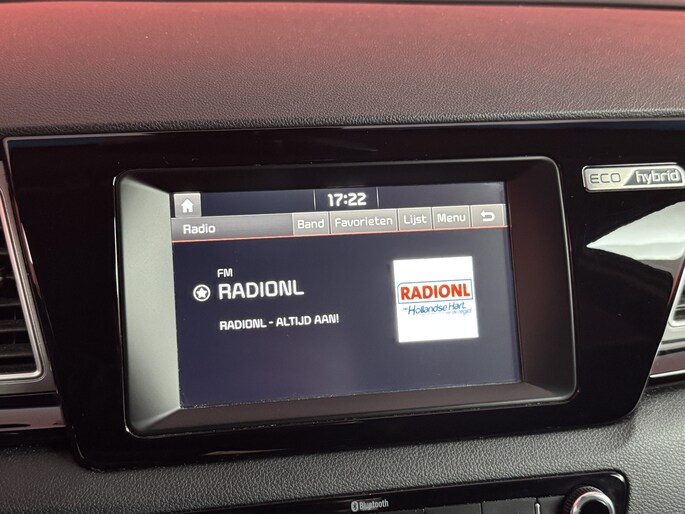 17:22
Radio Band Favorieten Lijst Menu
FM
RADIONL
RADIONL - ALTIJD AAN!
RADIONL
Hollandse Hart
ECO hybrid
Bluetooth